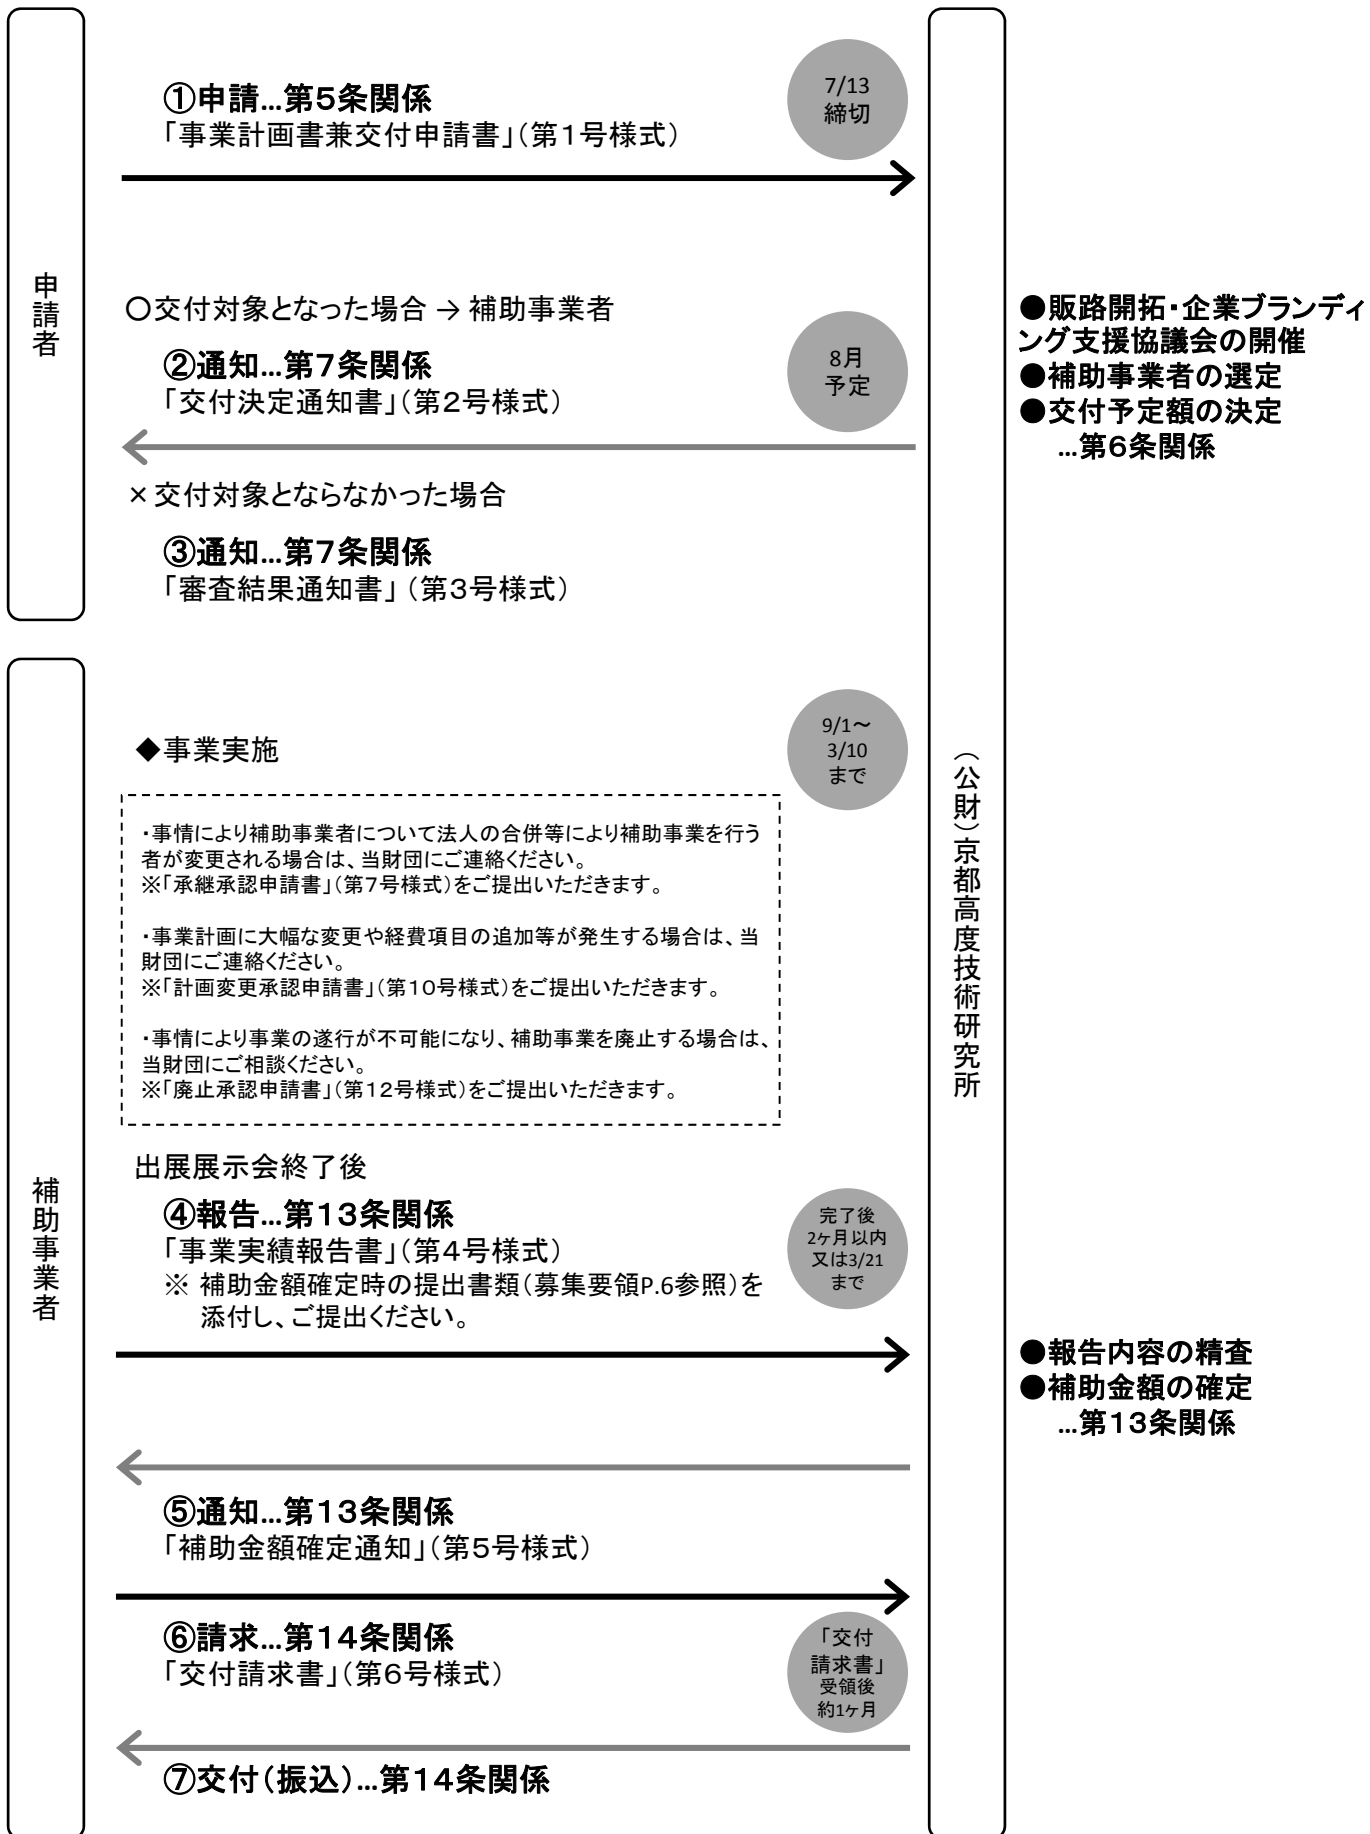 ①申請…第5条関係
「事業計画書兼交付申請書」（第1号様式）
7/13
締切
申請者
○交付対象となった場合 → 補助事業者
②通知…第7条関係
「交付決定通知書」（第2号様式）
8月
予定
●販路開拓・企業ブランディ
ング支援協議会の開催
●補助事業者の選定
●交付予定額の決定
…第6条関係
× 交付対象とならなかった場合
③通知…第7条関係
「審査結果通知書」（第3号様式）
◆事業実施
9/1～
3/10
まで
（公財）京都高度技術研究所
・事情により補助事業者について法人の合併等により補助事業を行う
者が変更される場合は、当財団にご連絡ください。
※「承継承認申請書」（第7号様式）をご提出いただきます。
・事業計画に大幅な変更や経費項目の追加等が発生する場合は、当
財団にご連絡ください。
※「計画変更承認申請書」（第10号様式）をご提出いただきます。
・事情により事業の遂行が不可能になり、補助事業を廃止する場合は、
当財団にご相談ください。
※「廃止承認申請書」（第12号様式）をご提出いただきます。
補助事業者
出展展示会終了後
④報告…第13条関係
「事業実績報告書」（第4号様式）
※ 補助金額確定時の提出書類（募集要領P.6参照）を
添付し、ご提出ください。
完了後
2ヶ月以内
又は3/21
まで
●報告内容の精査
●補助金額の確定
…第13条関係
⑤通知…第13条関係
「補助金額確定通知」（第5号様式）
⑥請求…第14条関係
「交付請求書」（第6号様式）
「交付
請求書」
受領後
約1ヶ月
⑦交付（振込）…第14条関係